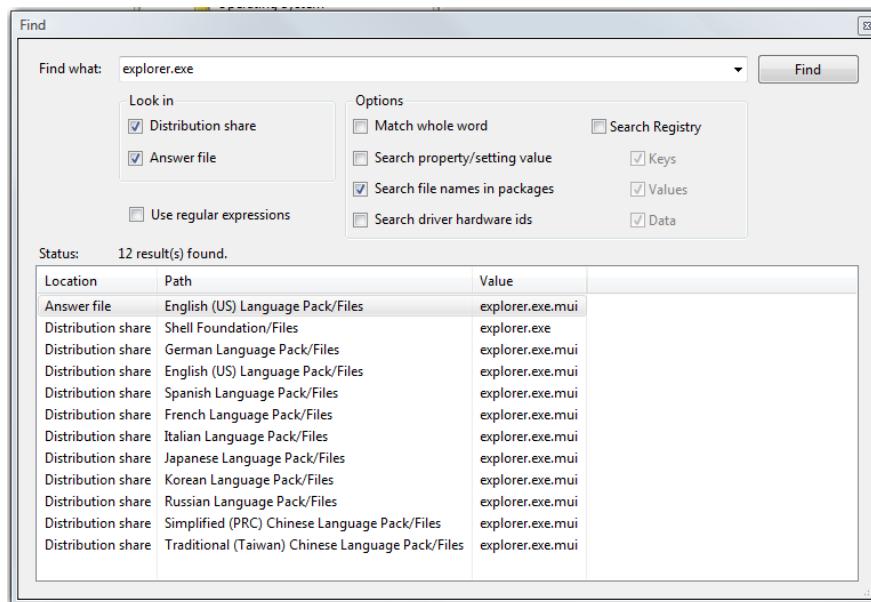 Operating System
Find
Find what: explorer.exe Find
Look in Options
Distribution share Match whole word Search Registry
Answer file Search property/setting value Keys
Search file names in packages Values
Use regular expressions Search driver hardware ids Data
Status: 12 result(s) found.
Location Path Value
Answer file English (US) Language Pack/Files explorer.exe.mui
Distribution share Shell Foundation/Files explorer.exe
Distribution share German Language Pack/Files explorer.exe.mui
Distribution share English (US) Language Pack/Files explorer.exe.mui
Distribution share Spanish Language Pack/Files explorer.exe.mui
Distribution share French Language Pack/Files explorer.exe.mui
Distribution share Italian Language Pack/Files explorer.exe.mui
Distribution share Japanese Language Pack/Files explorer.exe.mui
Distribution share Korean Language Pack/Files explorer.exe.mui
Distribution share Russian Language Pack/Files explorer.exe.mui
Distribution share Simplified (PRC) Chinese Language Pack/Files explorer.exe.mui
Distribution share Traditional (Taiwan) Chinese Language Pack/Files explorer.exe.mui